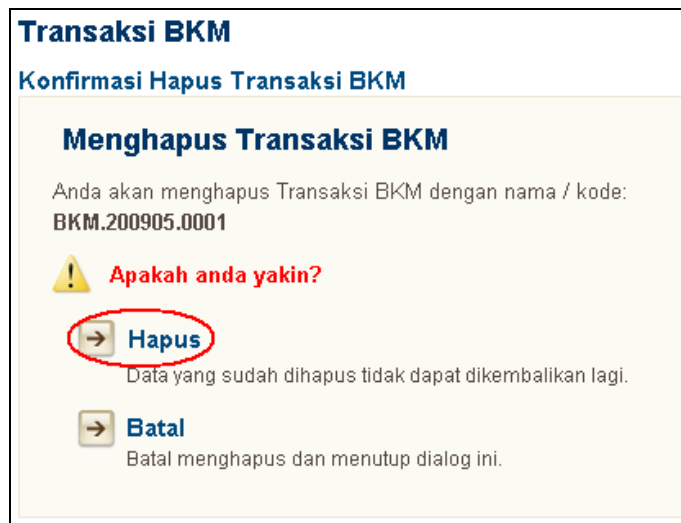 Transaksi BKM
Konfirmasi Hapus Transaksi BKM
Menghapus Transaksi BKM
Anda akan menghapus Transaksi BKM dengan nama / kode:
BKM.200905.0001
Apakah anda yakin?
Hapus
Data yang sudah dihapus tidak dapat dikembalikan lagi.
Batal
Batal menghapus dan menutup dialog ini.